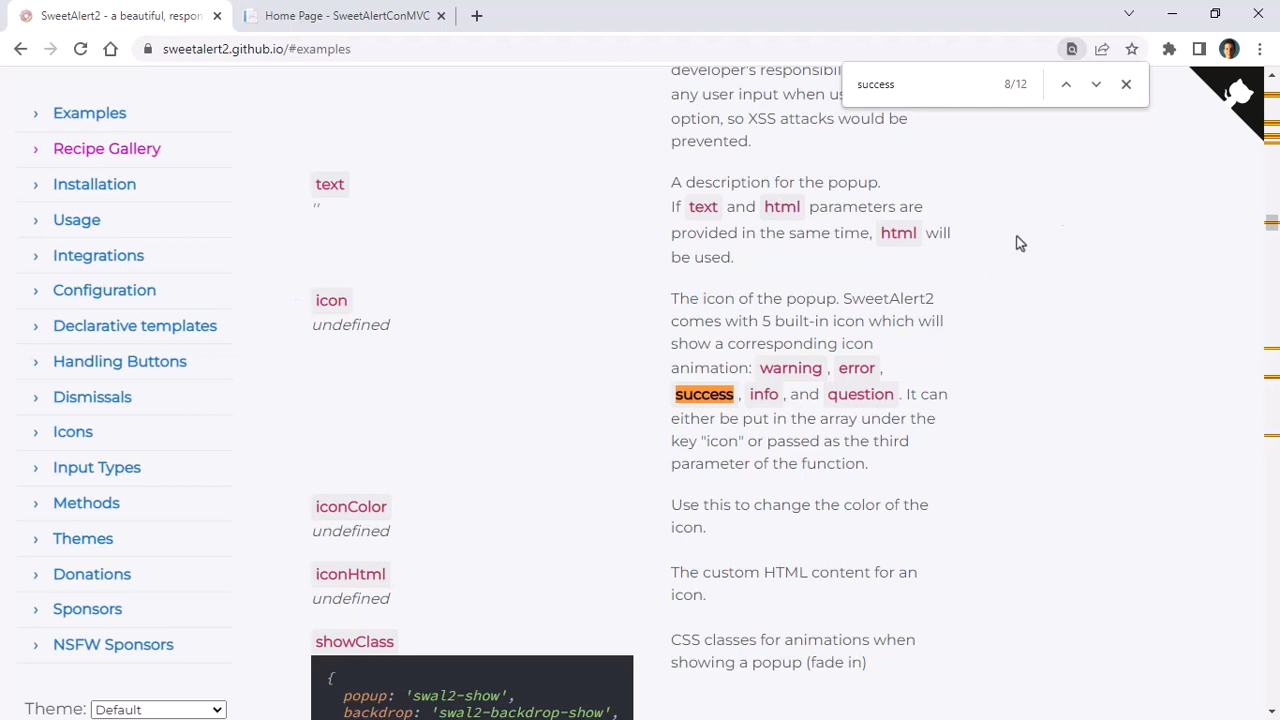 SweetAlert2 - a beautiful, respon
Home Page - SweetAlertConMVC
sweetalert2.github.io/#examples
success
8/12
Examples
Recipe Gallery
Installation
Usage
Integrations
Configuration
Declarative templates
Handling Buttons
Dismissals
Icons
Input Types
Methods
Themes
Donations
Sponsors
NSFW Sponsors
Theme: Default
developer's responsibil
any user input when us
option, so XSS attacks would be
prevented.
text
''
A description for the popup.
If text and html parameters are
provided in the same time, html will
be used.
icon
undefined
The icon of the popup. SweetAlert2
comes with 5 built-in icon which will
show a corresponding icon
animation: warning , error ,
success , info , and question . It can
either be put in the array under the
key "icon" or passed as the third
parameter of the function.
iconColor
undefined
Use this to change the color of the
icon.
iconHtml
undefined
The custom HTML content for an
icon.
showClass
{
popup: 'swal2-show',
backdrop: 'swal2-backdrop-show',
CSS classes for animations when
showing a popup (fade in)